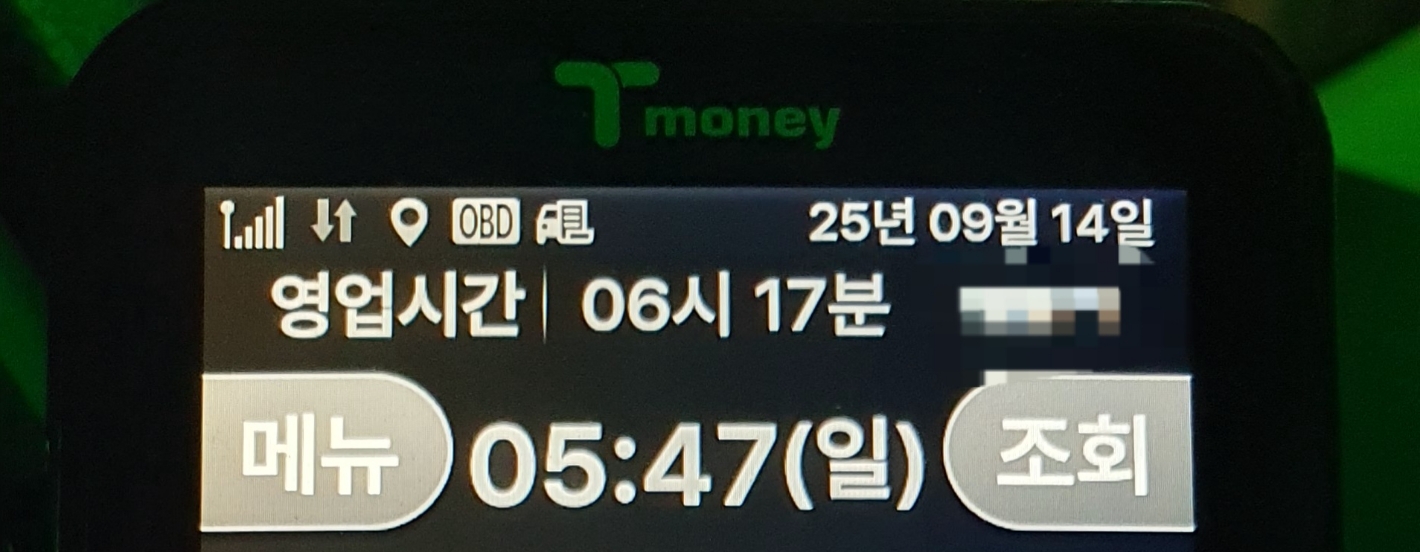 Tmoney
OBD 25년 09월 14일
영업시간 06시 17분
메뉴 05:47(일) 조회